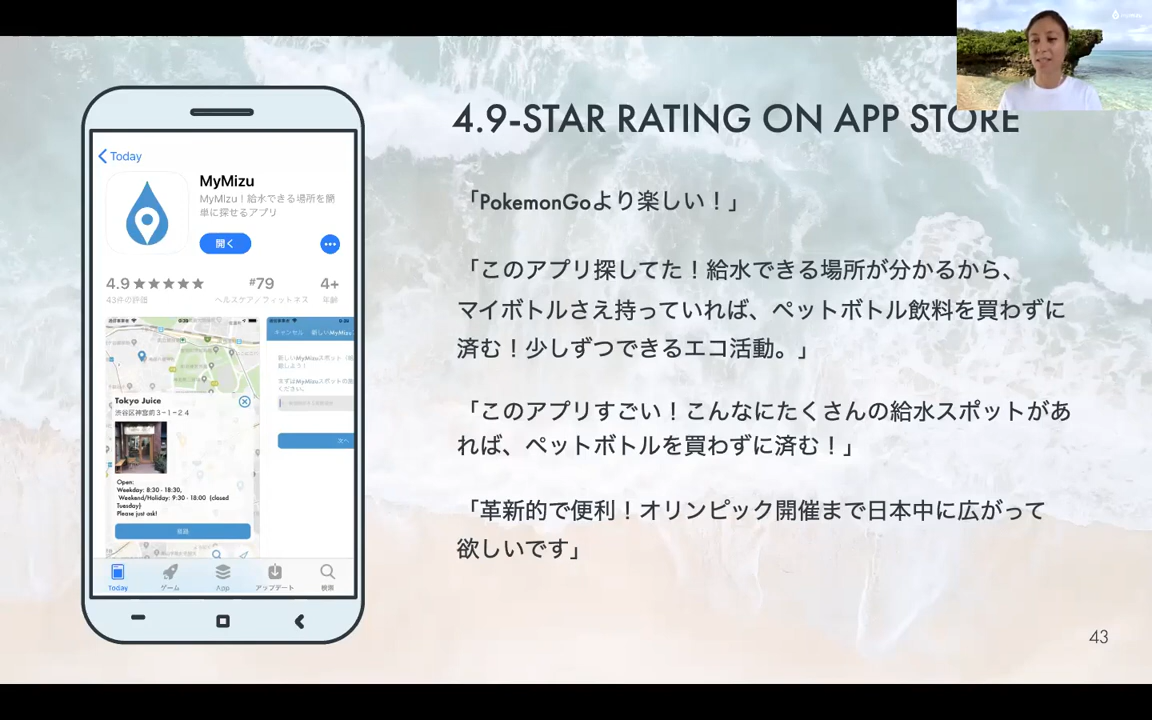 4.9-STAR RATING ON APP STORE
「PokemonGoより楽しい！」
「このアプリ探してた！給水できる場所が分かるから、
マイボトルさえ持っていれば、ペットボトル飲料を買わずに
済む！少しずつできるエコ活動。」
「このアプリすごい！こんなにたくさんの給水スポットがあ
れば、ペットボトルを買わずに済む！」
「革新的で便利！オリンピック開催まで日本中に広がって
欲しいです」
Today
MyMizu
MyMizu！給水できる場所を簡
単に探せるアプリ
開く
4.9 ★★★★★
#79
4+
43件の評価
ヘルスケア／フィットネス
年齢
キャンセル 新しいMyMizu
Tokyo Juice
渋谷区神宮前３−１−２４
Open:
Weekday: 8:30 - 18:30,
Weekend/Holiday: 9:30 - 18:00 (closed
Tuesday)
Please just ask!
次へ
Today
ゲーム
App
アップデート
検索
43